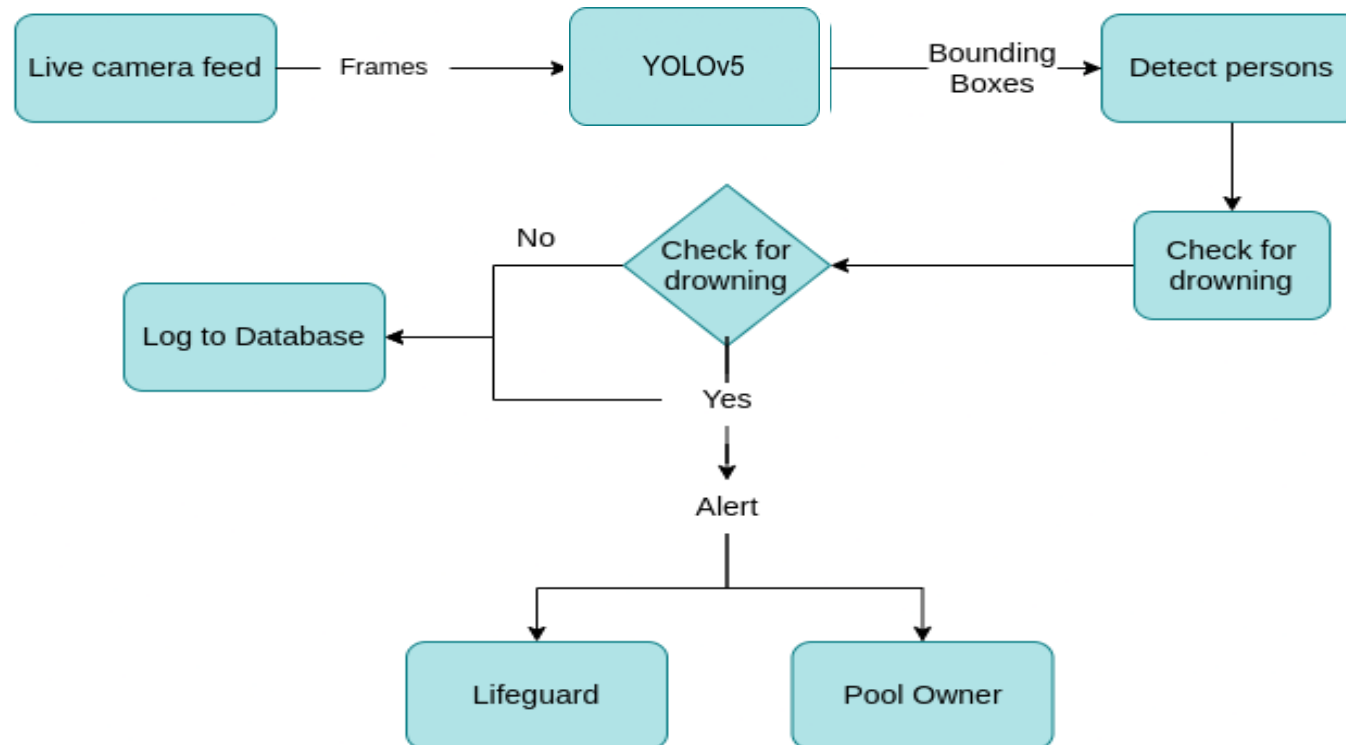 Live camera feed
Frames
YOLOv5
Bounding
Boxes
Detect persons
No
Check for
drowning
Check for
drowning
Log to Database
Yes
Alert
Lifeguard
Pool Owner